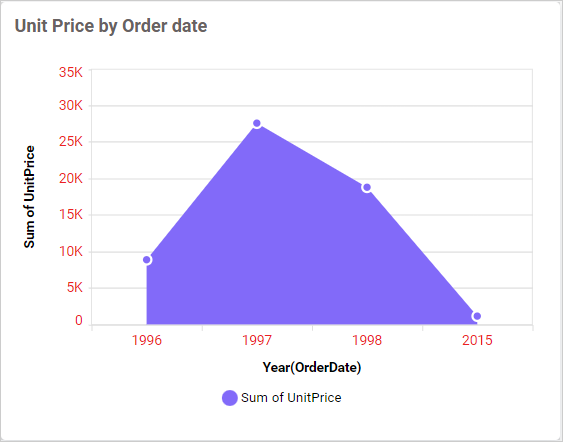 Unit Price by Order date
35K
30K
25K
20K
15K
10K
5K
0
Sum of UnitPrice
1996 1997 1998 2015
Year(OrderDate)
Sum of UnitPrice